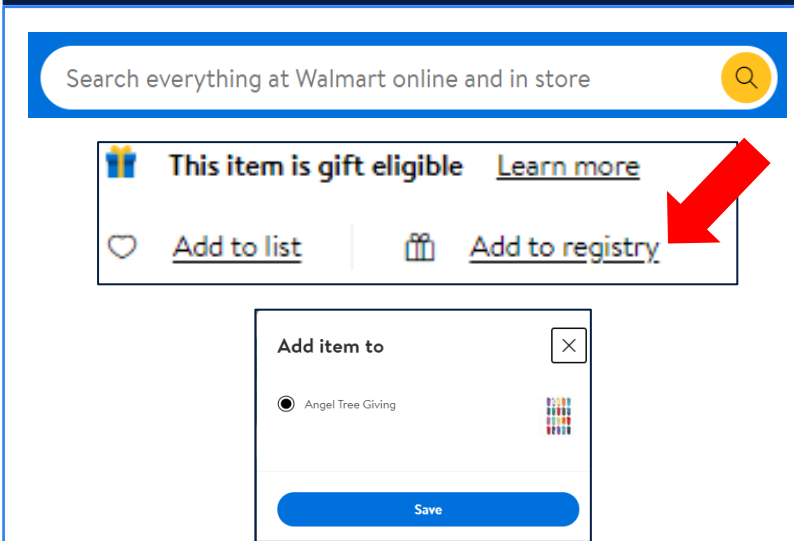 Search everything at Walmart online and in store
This item is gift eligible Learn more
Add to list Add to registry
Add item to
Angel Tree Giving
Save